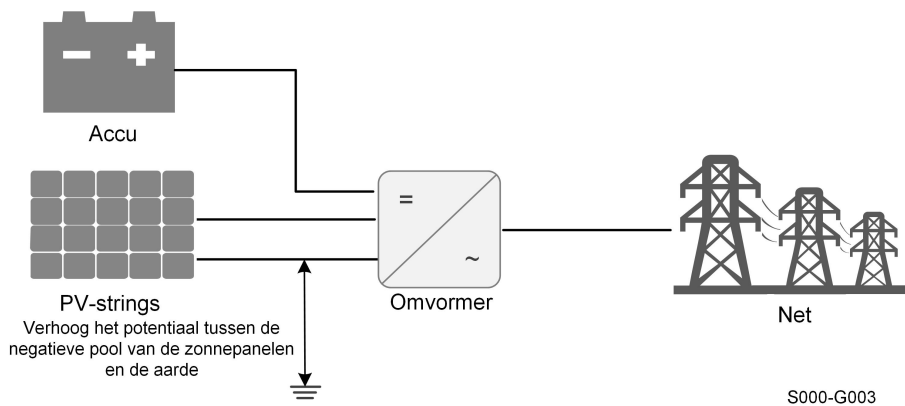 Accu
=
~
PV-strings
Verhoog het potentiaal tussen de
negatieve pool van de zonnepanelen
en de aarde
Omvormer
Net
S000-G003